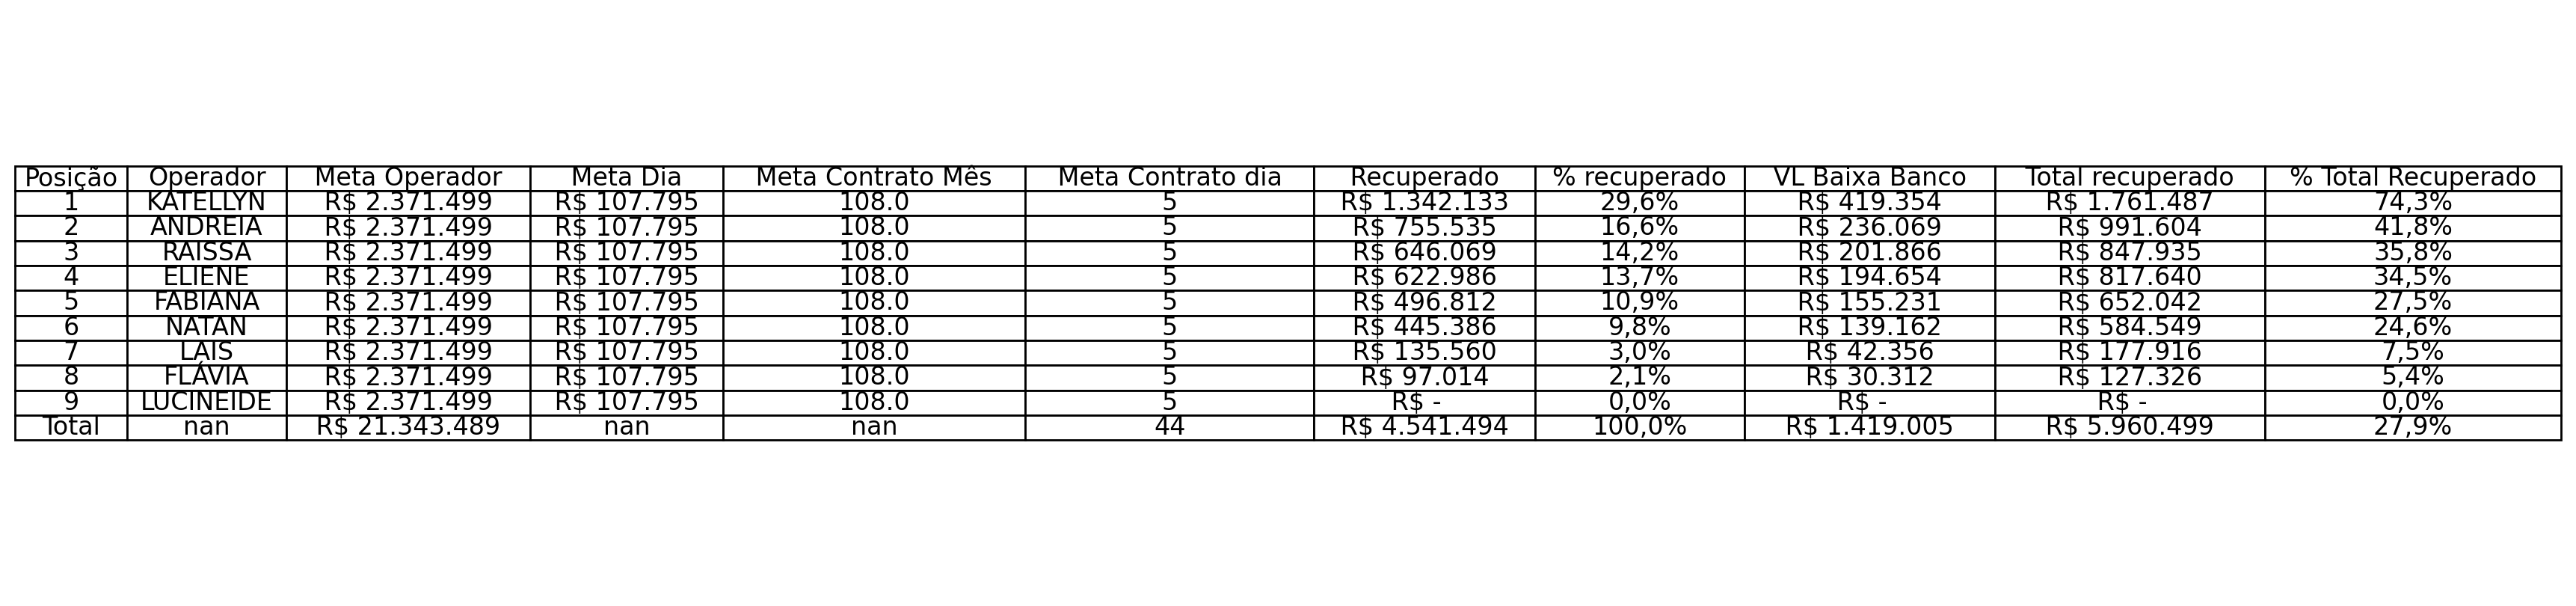 Posição Operador Meta Operador Meta Dia Meta Contrato Mês Meta Contrato dia Recuperado % recuperado VL Baixa Banco Total recuperado % Total Recuperado
1 KATELLYN R$ 2.371.499 R$ 107.795 108.0 5 R$ 1.342.133 29,6% R$ 419.354 R$ 1.761.487 74,3%
2 ANDREIA R$ 2.371.499 R$ 107.795 108.0 5 R$ 755.535 16,6% R$ 236.069 R$ 991.604 41,8%
3 RAISSA R$ 2.371.499 R$ 107.795 108.0 5 R$ 646.069 14,2% R$ 201.866 R$ 847.935 35,8%
4 ELIENE R$ 2.371.499 R$ 107.795 108.0 5 R$ 622.986 13,7% R$ 194.654 R$ 817.640 34,5%
5 FABIANA R$ 2.371.499 R$ 107.795 108.0 5 R$ 496.812 10,9% R$ 155.231 R$ 652.042 27,5%
6 NATAN R$ 2.371.499 R$ 107.795 108.0 5 R$ 445.386 9,8% R$ 139.162 R$ 584.549 24,6%
7 LAIS R$ 2.371.499 R$ 107.795 108.0 5 R$ 135.560 3,0% R$ 42.356 R$ 177.916 7,5%
8 FLÁVIA R$ 2.371.499 R$ 107.795 108.0 5 R$ 97.014 2,1% R$ 30.312 R$ 127.326 5,4%
9 LUCINEIDE R$ 2.371.499 R$ 107.795 108.0 5 R$ - 0,0% R$ - R$ - 0,0%
Total nan R$ 21.343.489 nan nan 44 R$ 4.541.494 100,0% R$ 1.419.005 R$ 5.960.499 27,9%